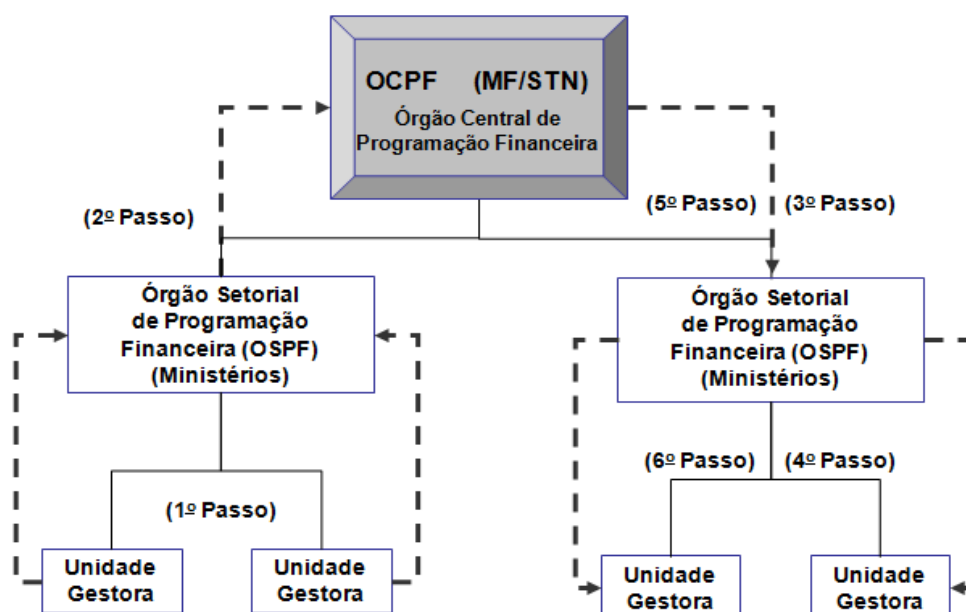 OCPF (MF/STN)
Órgão Central de
Programação Financeira
(2º Passo)
(5º Passo) (3º Passo)
Órgão Setorial
de Programação
Financeira (OSPF)
(Ministérios)
Órgão Setorial
de Programação
Financeira (OSPF)
(Ministérios)
(1º Passo)
(6º Passo) (4º Passo)
Unidade
Gestora
Unidade
Gestora
Unidade
Gestora
Unidade
Gestora